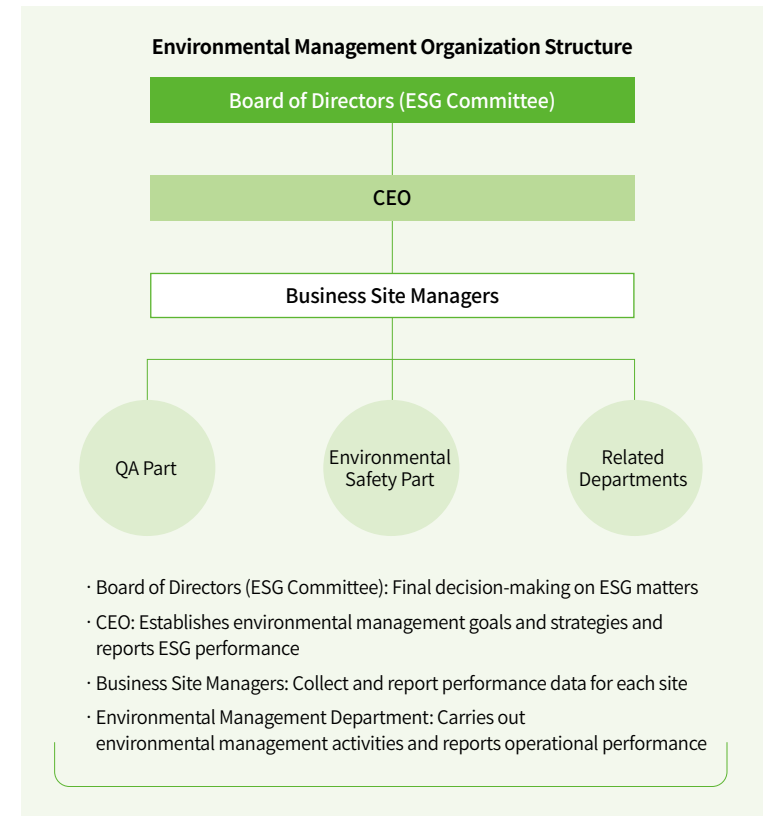 Environmental Management Organization Structure
Board of Directors (ESG Committee)
CEO
Business Site Managers
QA Part
Environmental
Safety Part
Related
Departments
· Board of Directors (ESG Committee): Final decision-making on ESG matters
· CEO: Establishes environmental management goals and strategies and
reports ESG performance
· Business Site Managers: Collect and report performance data for each site
· Environmental Management Department: Carries out
environmental management activities and reports operational performance